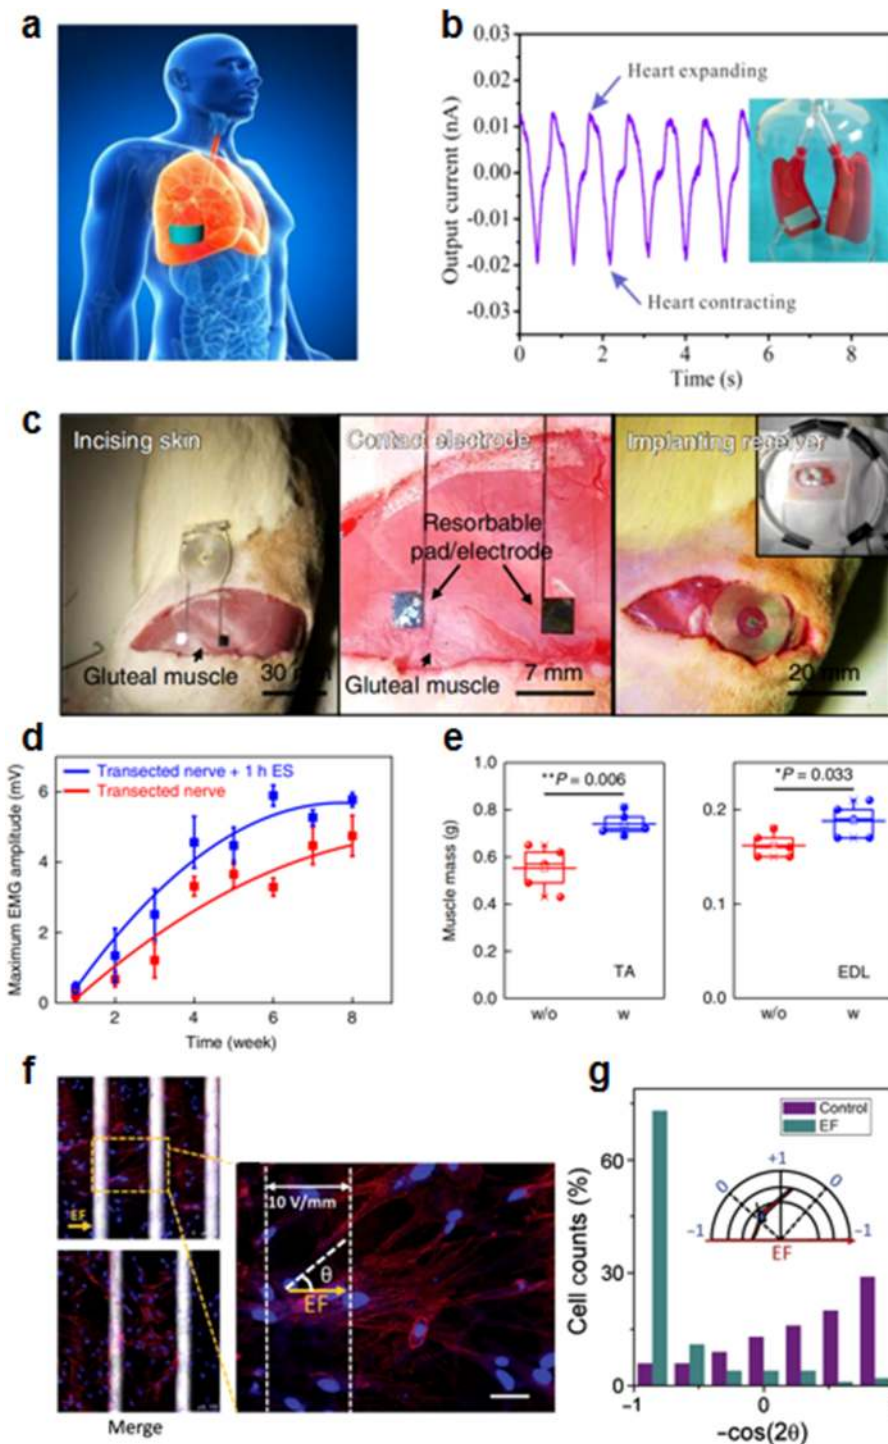 a
b
Output current (nA)
0.03
0.02
0.01
0.00
-0.01
-0.02
-0.03
Heart expanding
Heart contracting
0
2
4
6
8
Time (s)
c
Incising skin
Gluteal muscle
30 mm
Contact electrode
Resorbable
pad/electrode
Gluteal muscle
7 mm
Implanting receiver
20 mm
d
Maximum EMG amplitude (mV)
Transected nerve + 1 h ES
Transected nerve
6
4
2
0
2
4
6
8
Time (week)
e
Muscle mass (g)
1.0
0.8
0.6
0.4
0.2
0.0
**P = 0.006
TA
w/o
w
0.2
0.1
0.0
*P = 0.033
EDL
w/o
w
f
EF
Merge
10 V/mm
θ
EF
g
Cell counts (%)
60
30
0
Control
EF
-1
0
+1
0
-1
EF
-1
0
-cos(2θ)